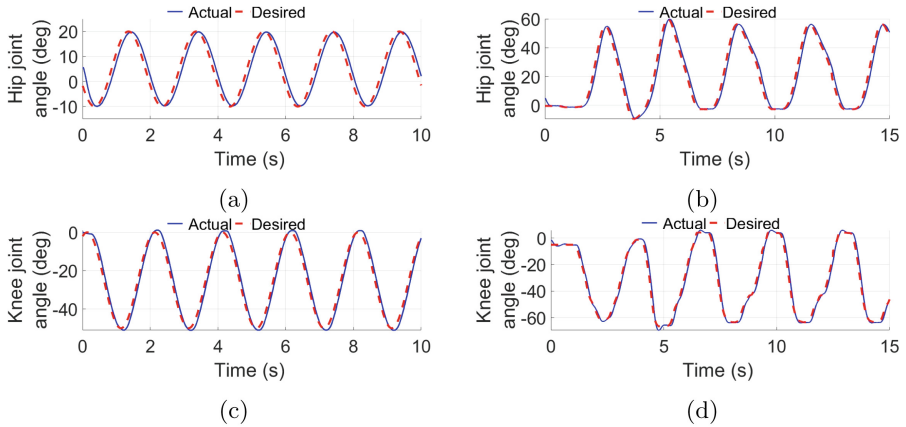 Actual Desired
Hip joint
angle (deg)
20
10
0
-10
0 2 4 6 8 10
Time (s)
(a)
Actual Desired
Hip joint
angle (deg)
60
40
20
0
0 5 10 15
Time (s)
(b)
Actual Desired
Knee joint
Angle (deg)
0
-20
-40
0 2 4 6 8 10
Time (s)
(c)
Actual Desired
Knee joint
Angle (deg)
0
-20
-40
-60
0 5 10 15
Time (s)
(d)